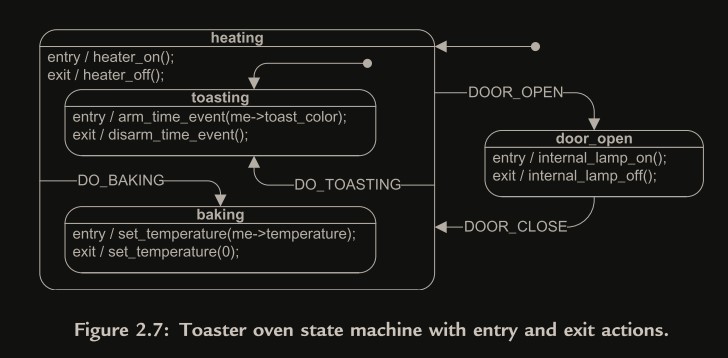 heating
entry / heater_on();
exit / heater_off();
toasting
entry / arm_time_event(me->toast_color);
exit / disarm_time_event();
DOOR_OPEN
door_open
entry / internal_lamp_on();
exit / internal_lamp_off();
DO_BAKING
DO_TOASTING
baking
entry / set_temperature(me->temperature);
exit / set_temperature(0);
DOOR_CLOSE
Figure 2.7: Toaster oven state machine with entry and exit actions.